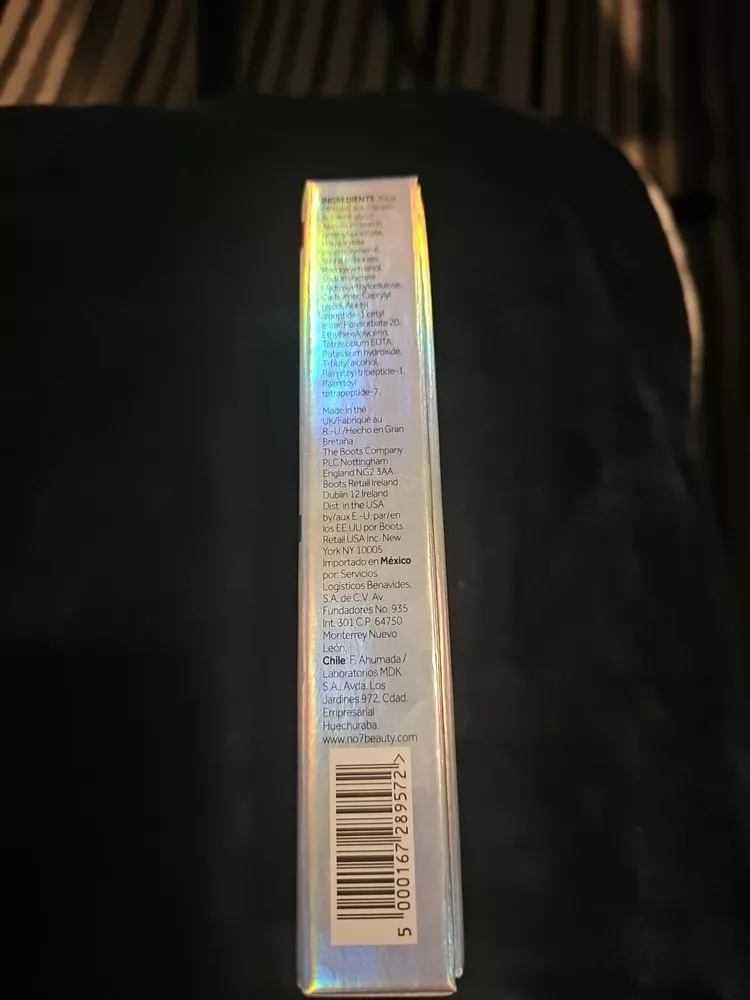 INGREDIENTS:
Sodium lactate,
Hydroxyethylcellulose,
Carbomer, Caprylyl
glycol, Acetyl
dipeptide-1 cetyl
ester, Polysorbate 20,
Ethylhexylglycerin,
Tetrasodium EDTA,
Potassium hydroxide,
T-butyl alcohol,
Palmitoyl tripeptide-1,
Palmitoyl
tetrapeptide-7.
Made in the
UK/Fabriqué au
R.-U./Hecho en Gran
Bretaña
The Boots Company
PLC Nottingham
England NG2 3AA
Boots Retail Ireland
Dublin 12 Ireland
Dist. in the USA
by/aux E.-U. par/en
los EE.UU por Boots
Retail USA Inc. New
York NY 10005
Importado en México
por: Servicios
Logísticos Benavides,
S.A. de C.V. Av
Fundadores No. 935
Int. 301 C.P. 64750
Monterrey Nuevo
León.
Chile: F. Ahumada /
Laboratorios MDK
S.A., Avda. Los
Jardines 972, Cdad.
Empresarial
Huechuraba.
www.no7beauty.com
5 000167 289572 >